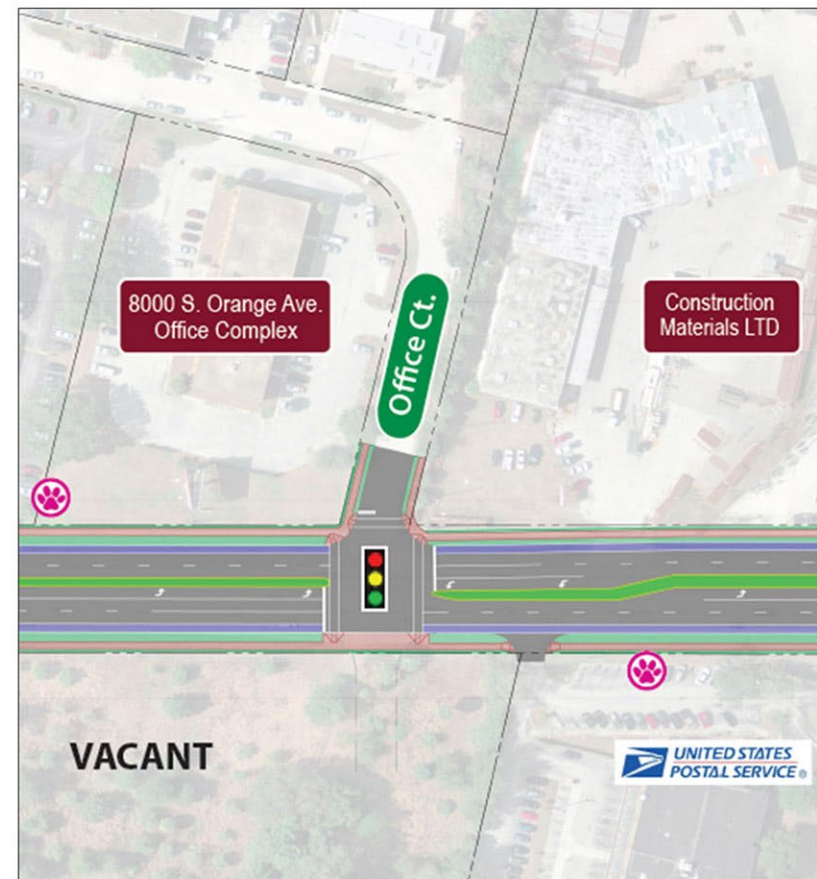 8000 S. Orange Ave.
Office Complex
Office Ct.
Construction
Materials LTD
VACANT
UNITED STATES
POSTAL SERVICE®